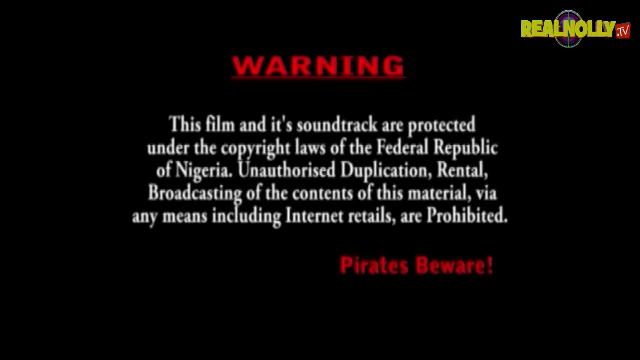 REALNOLLY.TV
WARNING
This film and it's soundtrack are protected
under the copyright laws of the Federal Republic
of Nigeria. Unauthorised Duplication, Rental,
Broadcasting of the contents of this material, via
any means including Internet retails, are Prohibited.
Pirates Beware!